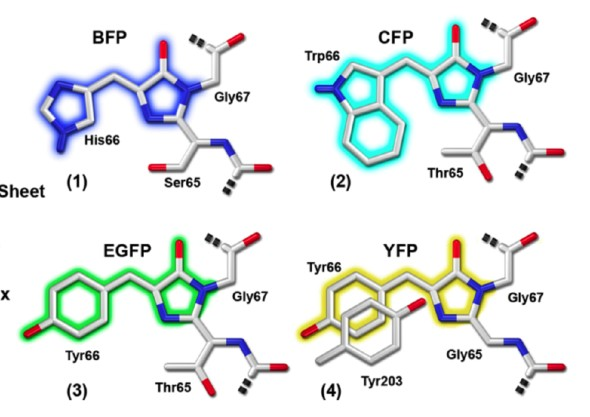 BFP
His66
Gly67
Ser65
(1)
CFP
Trp66
Gly67
Thr65
(2)
Sheet
EGFP
Tyr66
Gly67
Thr65
(3)
x
YFP
Tyr66
Gly67
Gly65
Tyr203
(4)